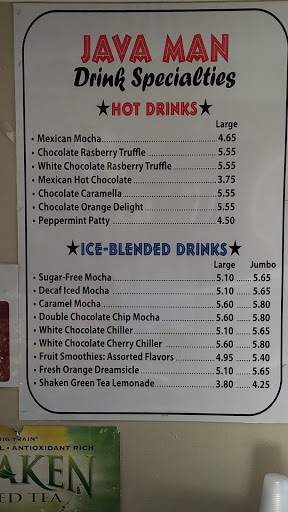 JAVA MAN
Drink Specialties
★HOT DRINKS★
Large
• Mexican Mocha 4.65
• Chocolate Rasberry Truffle 5.55
• White Chocolate Rasberry Truffle 5.55
• Mexican Hot Chocolate 3.75
• Chocolate Caramella 5.55
• Chocolate Orange Delight 5.55
• Peppermint Patty 4.50
★ICE-BLENDED DRINKS★
Large Jumbo
• Sugar-Free Mocha 5.10 5.65
• Decaf Iced Mocha 5.10 5.65
• Caramel Mocha 5.60 5.80
• Double Chocolate Chip Mocha 5.60 5.80
• White Chocolate Chiller 5.10 5.65
• White Chocolate Cherry Chiller 5.60 5.80
• Fruit Smoothies: Assorted Flavors 4.95 5.40
• Fresh Orange Dreamsicle 5.10 5.65
• Shaken Green Tea Lemonade 3.80 4.25
BIG TRAIN
L • ANTIOXIDANT RICH
AKEN
ED TEA